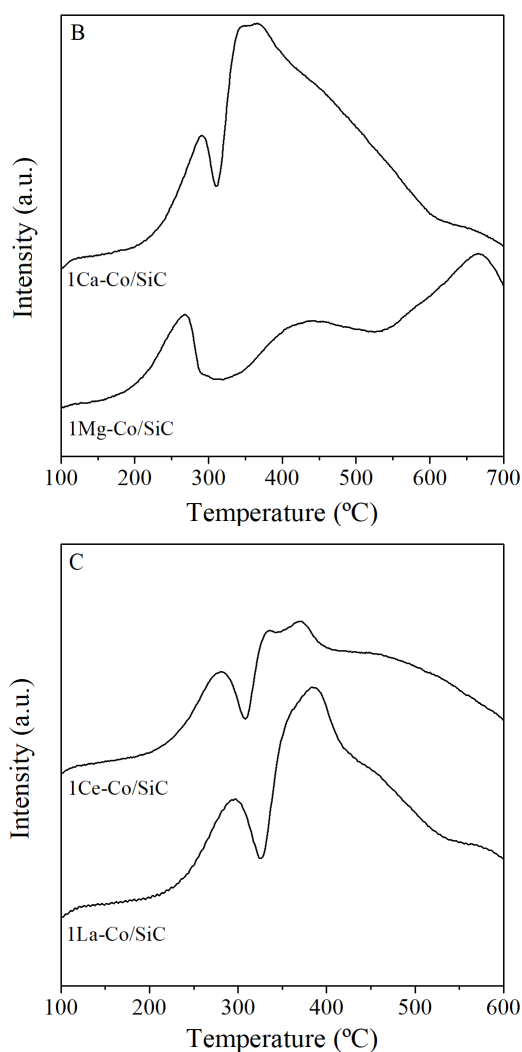 B
Intensity (a.u.)
1Ca-Co/SiC
1Mg-Co/SiC
100 200 300 400 500 600 700
Temperature (ºC)
C
Intensity (a.u.)
1Ce-Co/SiC
1La-Co/SiC
100 200 300 400 500 600
Temperature (ºC)